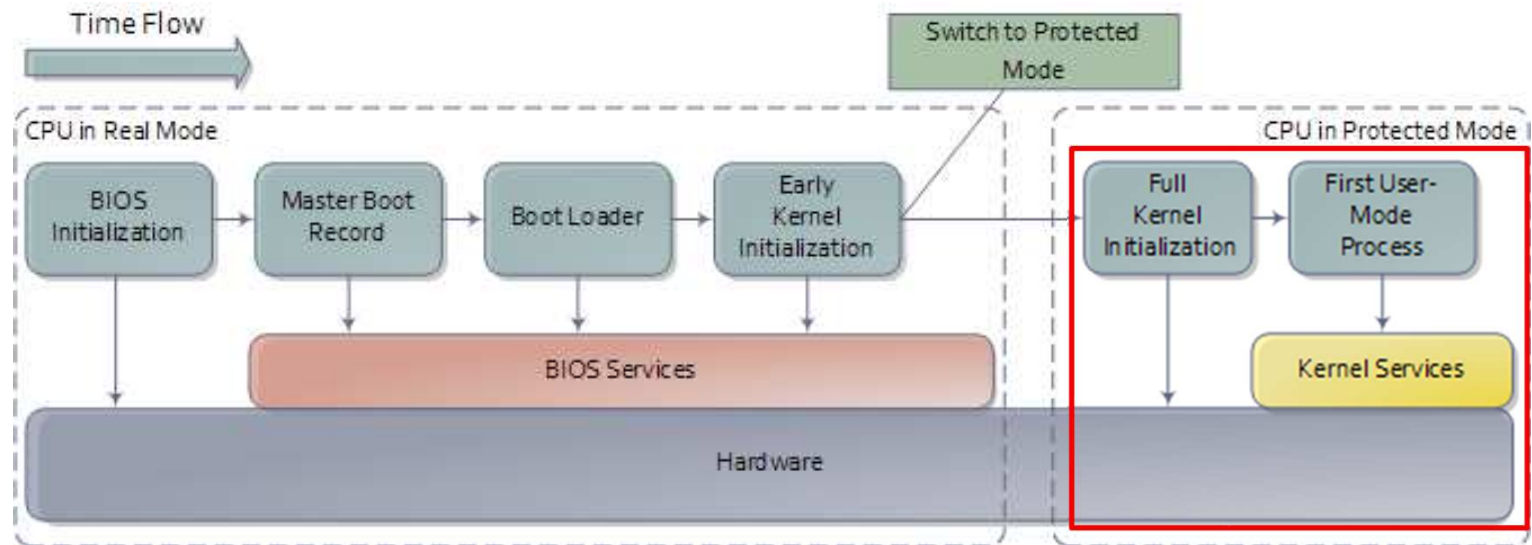 Time Flow
Switch to Protected
Mode
CPU in Real Mode
CPU in Protected Mode
BIOS
Initialization
Master Boot
Record
Boot Loader
Early
Kernel
Initialization
Full
Kernel
Initialization
First User-
Mode
Process
BIOS Services
Kernel Services
Hardware